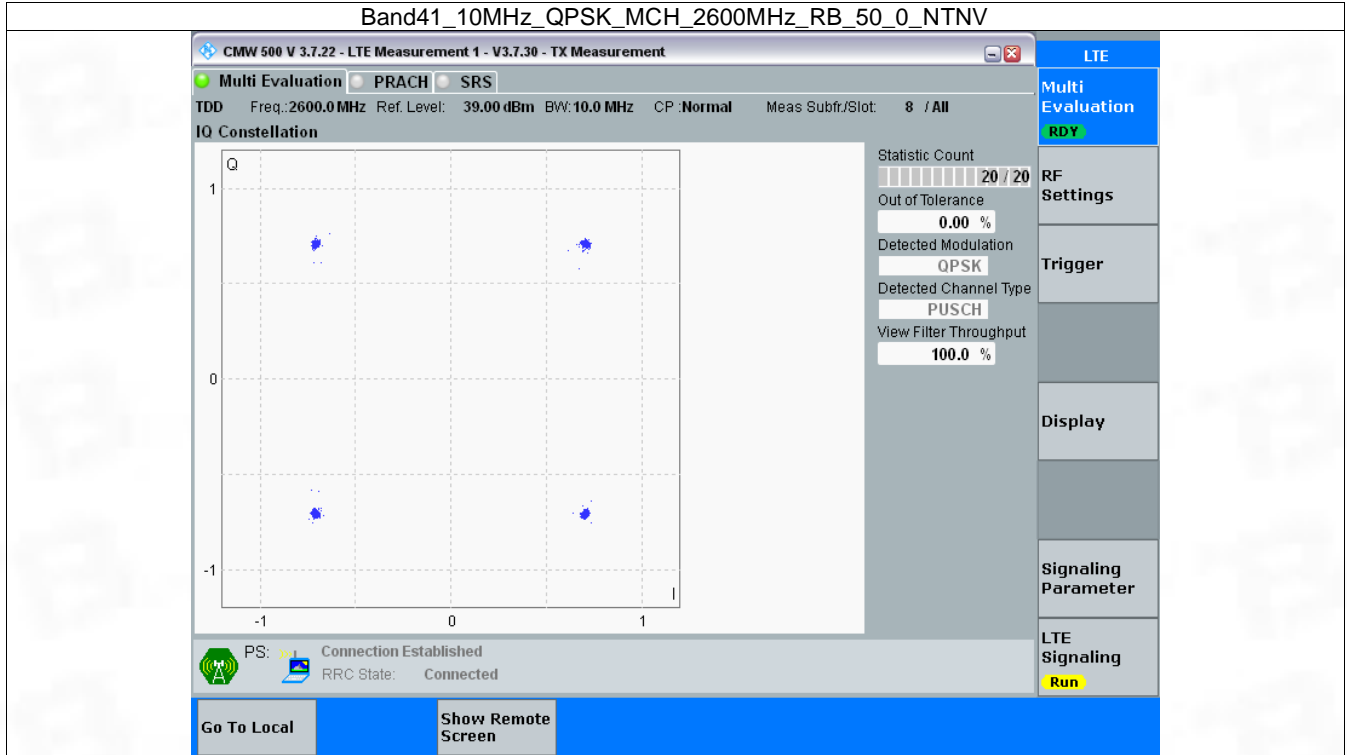 Band41_10MHz_QPSK_MCH_2600MHz_RB_50_0_NTNV
CMW 500 V 3.7.22 - LTE Measurement 1 - V3.7.30 - TX Measurement
LTE
Multi Evaluation PRACH SRS
TDD Freq.:2600.0 MHz Ref. Level: 39.00 dBm BW:10.0 MHz CP :Normal Meas Subfr./Slot: 8 / All
IQ Constellation
Q
1
0
-1
I
-1 0 1
Statistic Count
20 / 20
Out of Tolerance
0.00 %
Detected Modulation
QPSK
Detected Channel Type
PUSCH
View Filter Throughput
100.0 %
Multi
Evaluation
RDY
RF
Settings
Trigger
Display
Signaling
Parameter
LTE
Signaling
Run
PS: Connection Established
RRC State: Connected
Go To Local
Show Remote
Screen